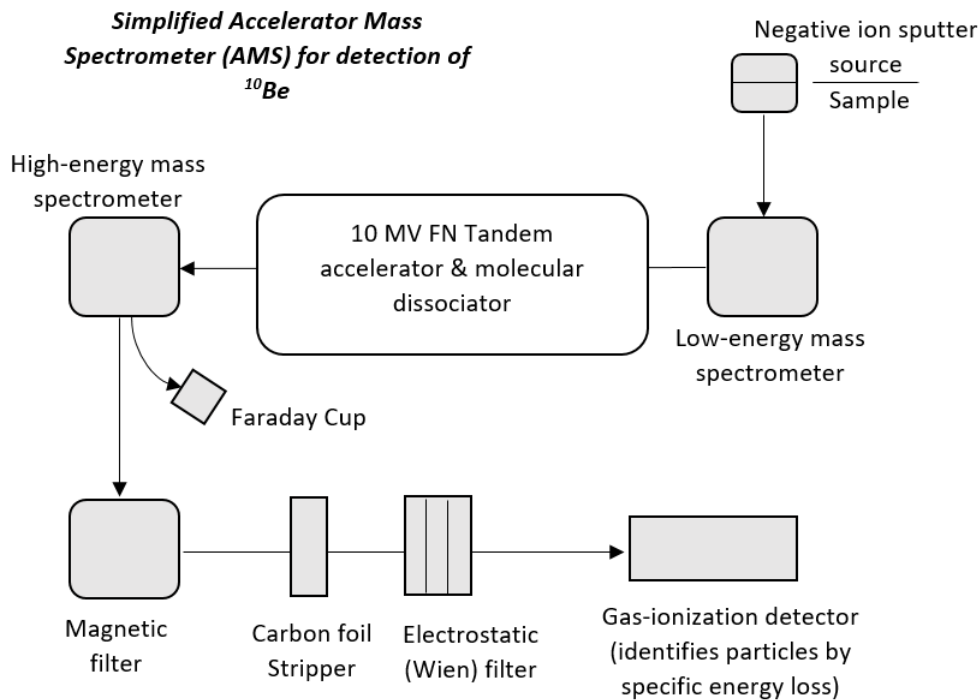 Simplified Accelerator Mass
Spectrometer (AMS) for detection of
¹⁰Be
Negative ion sputter
source
Sample
High-energy mass
spectrometer
10 MV FN Tandem
accelerator & molecular
dissociator
Low-energy mass
spectrometer
Faraday Cup
Magnetic
filter
Carbon foil
Stripper
Electrostatic
(Wien) filter
Gas-ionization detector
(identifies particles by
specific energy loss)